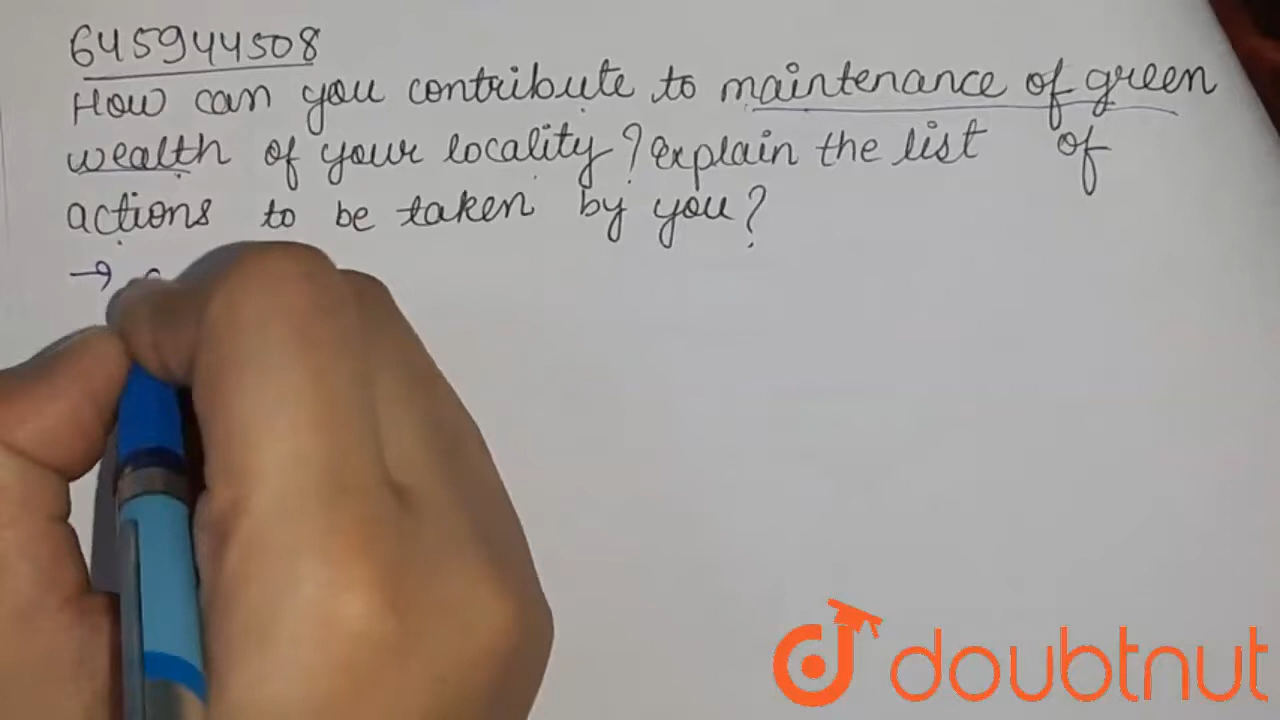 645944508
How can you contribute to maintenance of green
wealth of your locality? Explain the list of
actions to be taken by you?
→
doubtnut